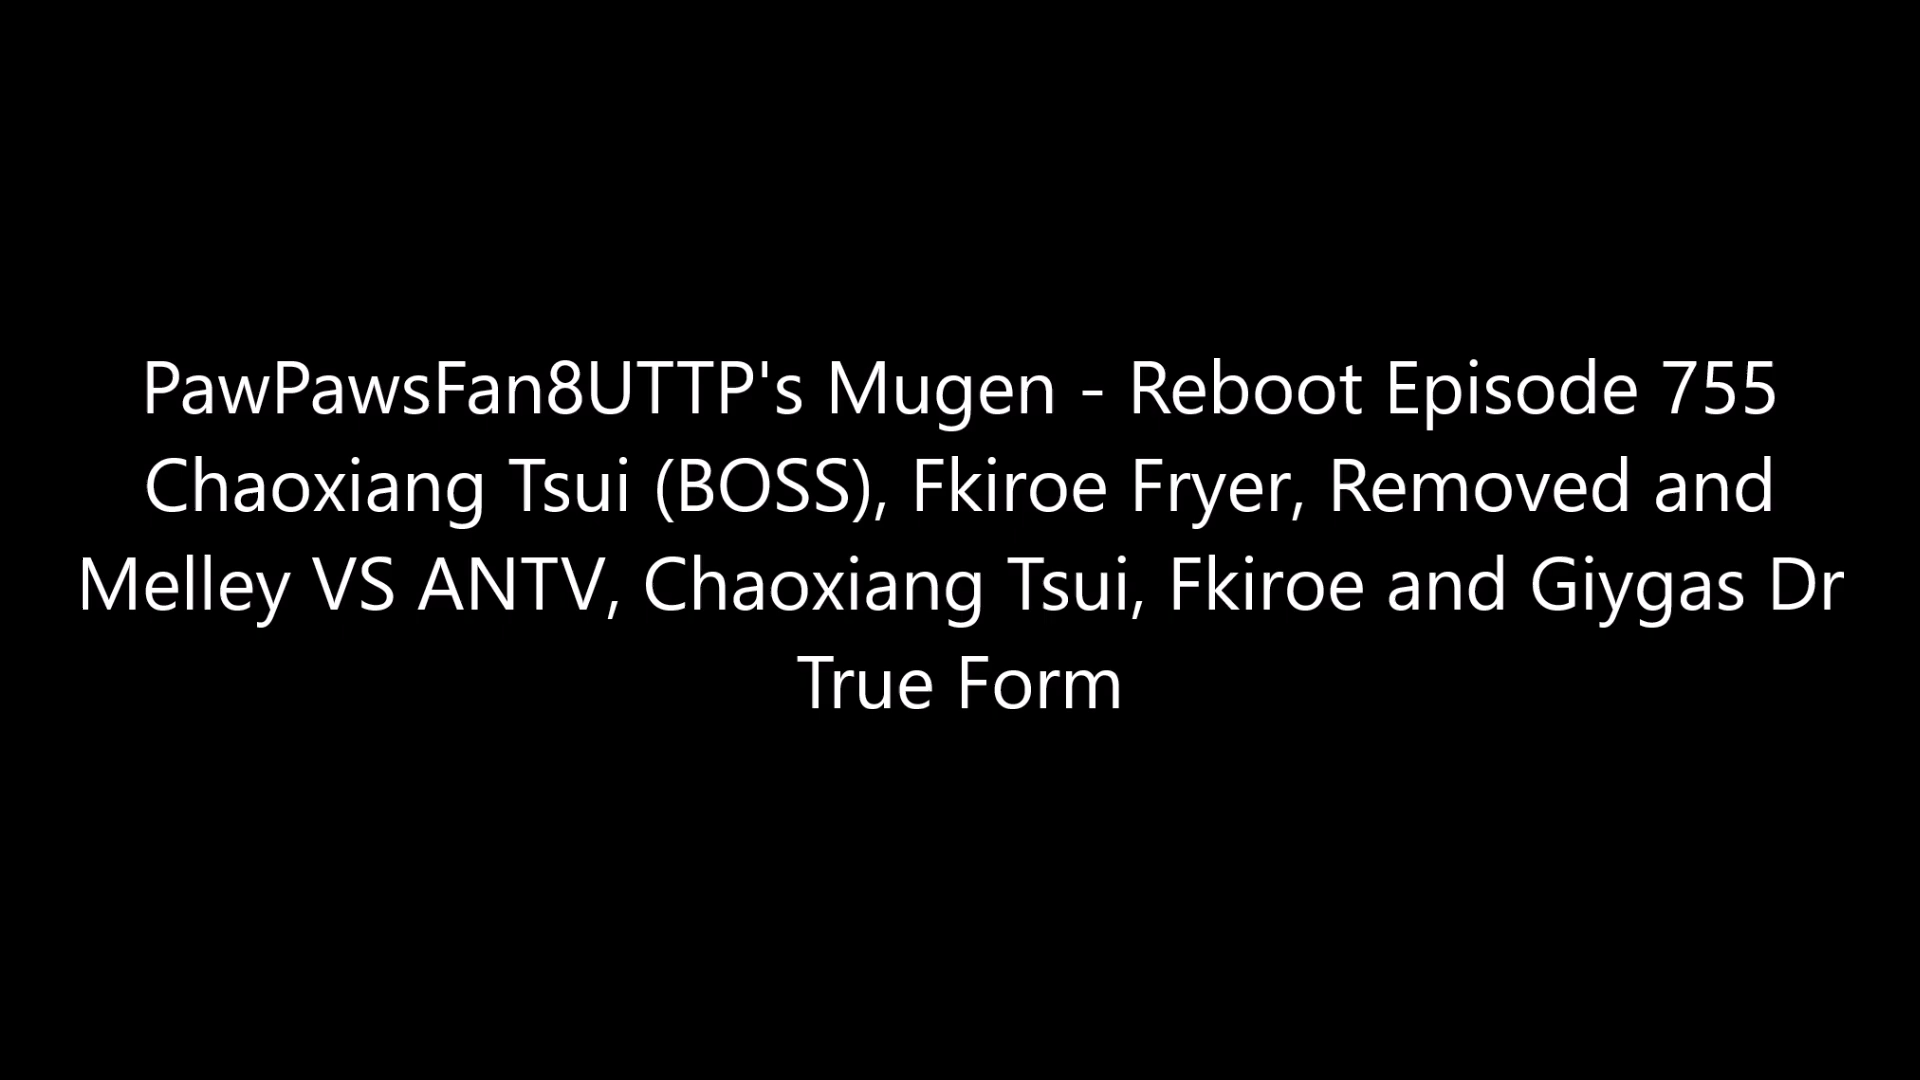 PawPawsFan8UTTP's Mugen - Reboot Episode 755
Chaoxiang Tsui (BOSS), Fkiroe Fryer, Removed and
Melley VS ANTV, Chaoxiang Tsui, Fkiroe and Giygas Dr
True Form